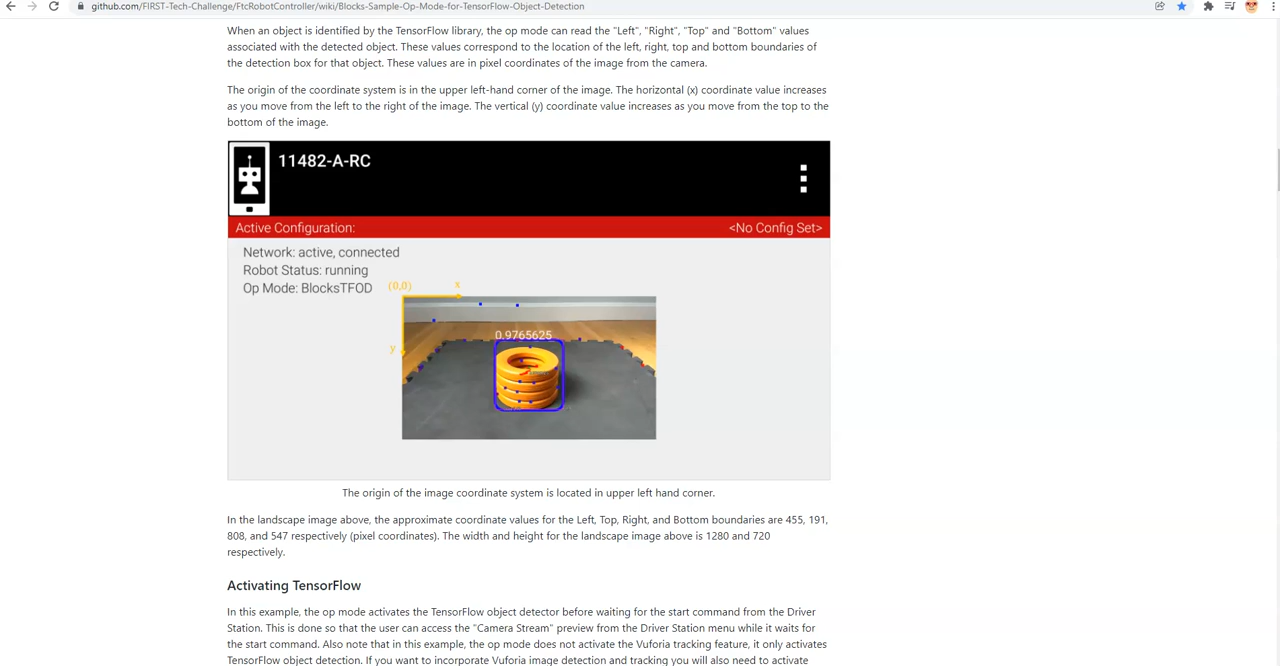 github.com/FIRST-Tech-Challenge/FtcRobotController/wiki/Blocks-Sample-Op-Mode-for-TensorFlow-Object-Detection
When an object is identified by the TensorFlow library, the op mode can read the "Left", "Right", "Top" and "Bottom" values
associated with the detected object. These values correspond to the location of the left, right, top and bottom boundaries of
the detection box for that object. These values are in pixel coordinates of the image from the camera.
The origin of the coordinate system is in the upper left-hand corner of the image. The horizontal (x) coordinate value increases
as you move from the left to the right of the image. The vertical (y) coordinate value increases as you move from the top to the
bottom of the image.
11482-A-RC
Active Configuration: <No Config Set>
Network: active, connected
Robot Status: running
Op Mode: BlocksTFOD
(0,0) x
0.9765625
y
The origin of the image coordinate system is located in upper left hand corner.
In the landscape image above, the approximate coordinate values for the Left, Top, Right, and Bottom boundaries are 455, 191,
808, and 547 respectively (pixel coordinates). The width and height for the landscape image above is 1280 and 720
respectively.
Activating TensorFlow
In this example, the op mode activates the TensorFlow object detector before waiting for the start command from the Driver
Station. This is done so that the user can access the "Camera Stream" preview from the Driver Station menu while it waits for
the start command. Also note that in this example, the op mode does not activate the Vuforia tracking feature, it only activates
TensorFlow object detection. If you want to incorporate Vuforia image detection and tracking you will also need to activate